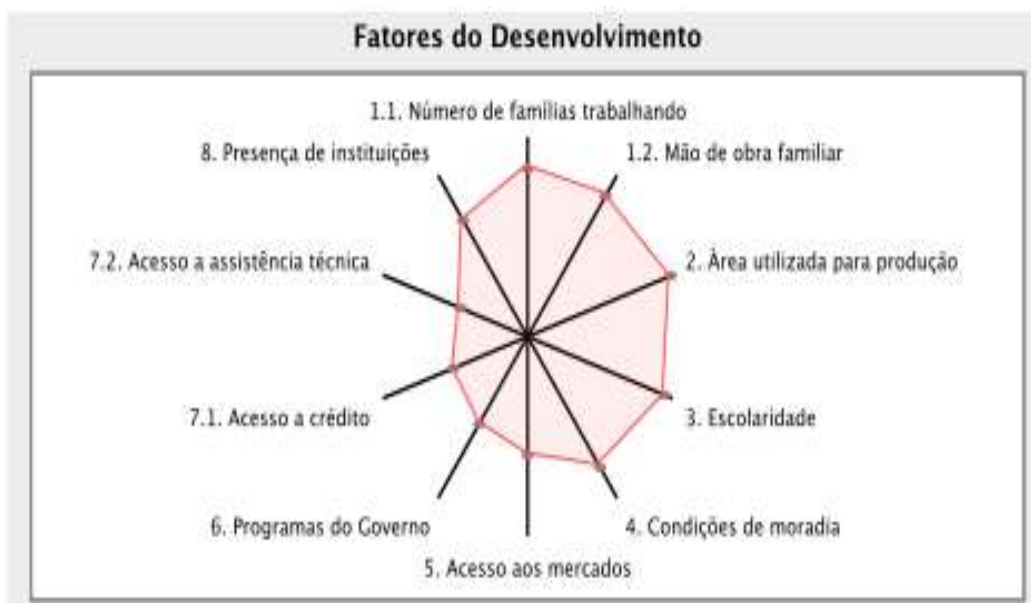 Fatores do Desenvolvimento
1.1. Número de famílias trabalhando
8. Presença de instituições
1.2. Mão de obra familiar
7.2. Acesso a assistência técnica
2. Àrea utilizada para produção
7.1. Acesso a crédito
3. Escolaridade
6. Programas do Governo
4. Condições de moradia
5. Acesso aos mercados